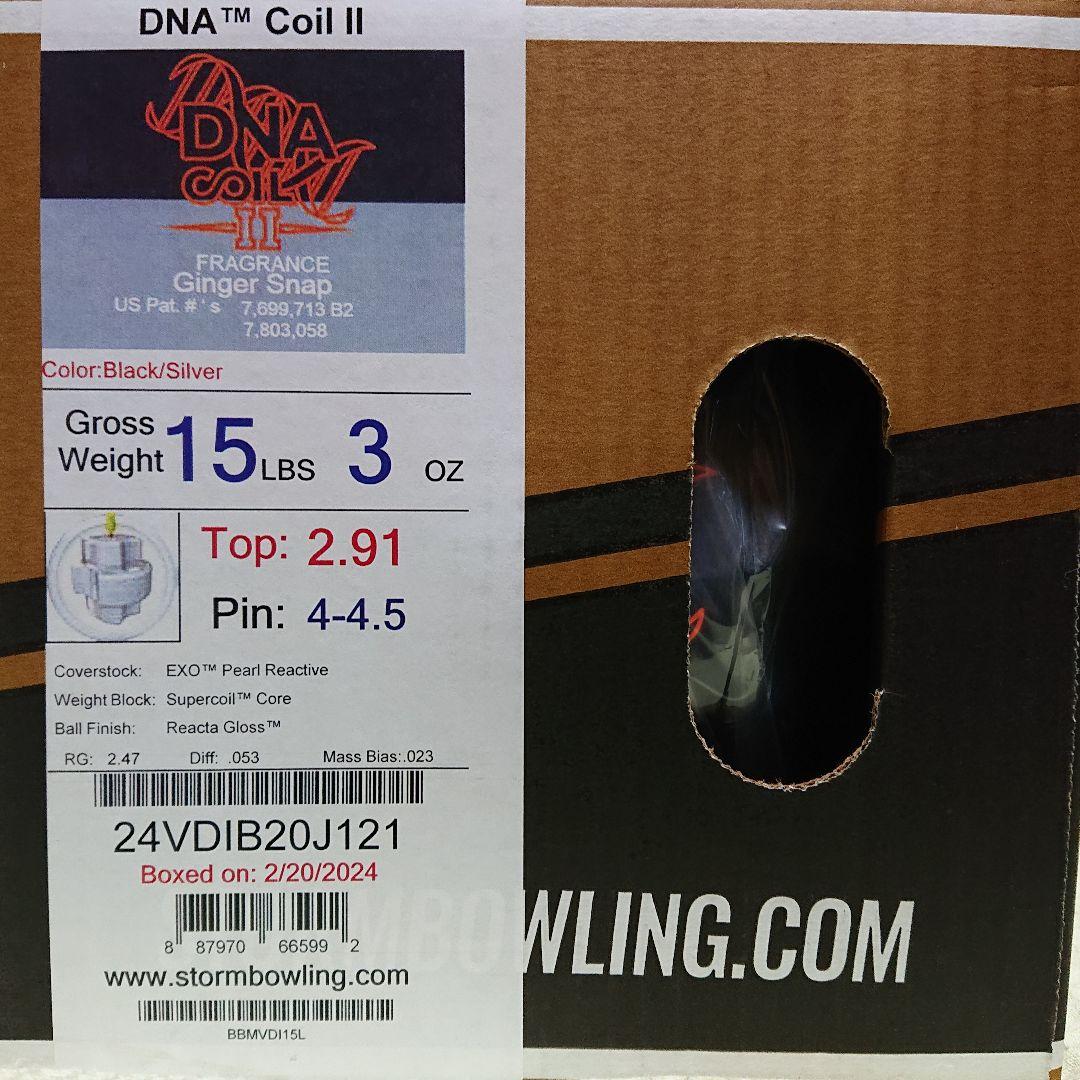 DNA™ Coil II
DNA
COIL
II
FRAGRANCE
Ginger Snap
US Pat. # ' s 7,699,713 B2
7,803,058
Color:Black/Silver
Gross Weight 15 LBS 3 OZ
Top: 2.91
Pin: 4-4.5
Coverstock: EXO™ Pearl Reactive
Weight Block: Supercoil™ Core
Ball Finish: Reacta Gloss™
RG: 2.47 Diff: .053 Mass Bias:.023
24VDIB20J121
Boxed on: 2/20/2024
8 87970 66599 2
www.stormbowling.com
BBMVDI15L
MBOWLING.COM